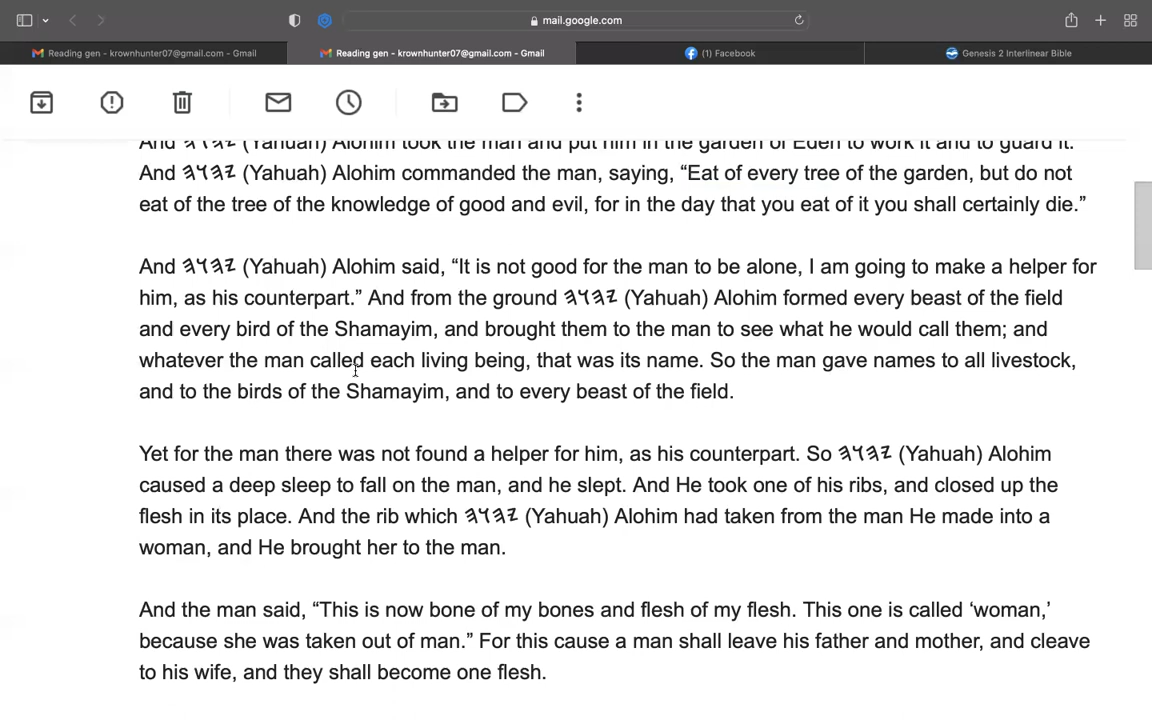 mail.google.com
Reading gen - krownhunter07@gmail.com - Gmail
Reading gen - krownhunter07@gmail.com - Gmail
(1) Facebook
Genesis 2 Interlinear Bible
And 𐤉𐤄𐤅𐤄 (Yahuah) Alohim took the man and put him in the garden of Eden to work it and to guard it.
And 𐤉𐤄𐤅𐤄 (Yahuah) Alohim commanded the man, saying, “Eat of every tree of the garden, but do not
eat of the tree of the knowledge of good and evil, for in the day that you eat of it you shall certainly die.”
And 𐤉𐤄𐤅𐤄 (Yahuah) Alohim said, “It is not good for the man to be alone, I am going to make a helper for
him, as his counterpart.” And from the ground 𐤉𐤄𐤅𐤄 (Yahuah) Alohim formed every beast of the field
and every bird of the Shamayim, and brought them to the man to see what he would call them; and
whatever the man called each living being, that was its name. So the man gave names to all livestock,
and to the birds of the Shamayim, and to every beast of the field.
Yet for the man there was not found a helper for him, as his counterpart. So 𐤉𐤄𐤅𐤄 (Yahuah) Alohim
caused a deep sleep to fall on the man, and he slept. And He took one of his ribs, and closed up the
flesh in its place. And the rib which 𐤉𐤄𐤅𐤄 (Yahuah) Alohim had taken from the man He made into a
woman, and He brought her to the man.
And the man said, “This is now bone of my bones and flesh of my flesh. This one is called ‘woman,’
because she was taken out of man.” For this cause a man shall leave his father and mother, and cleave
to his wife, and they shall become one flesh.